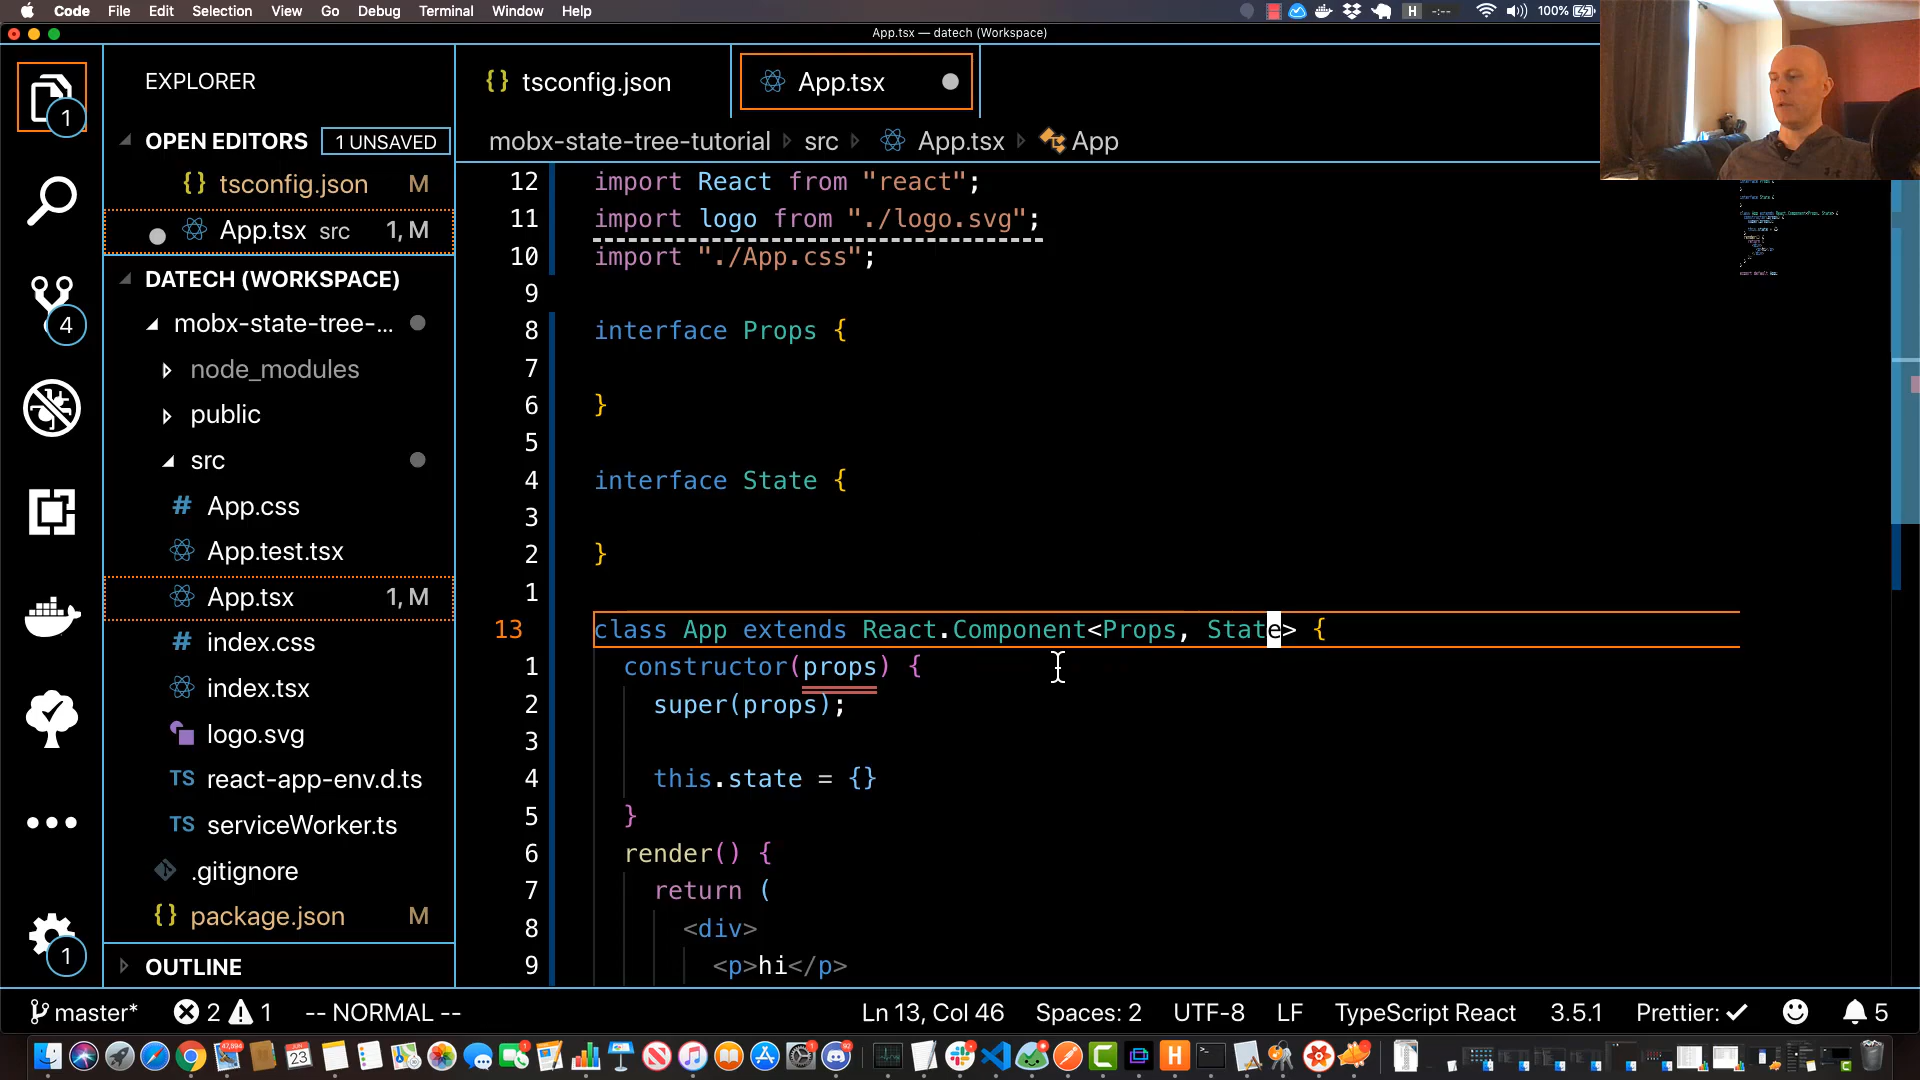 Code File Edit Selection View Go Debug Terminal Window Help H --:-- 100%
App.tsx — datech (Workspace)
EXPLORER
{} tsconfig.json
App.tsx
1
OPEN EDITORS 1 UNSAVED
mobx-state-tree-tutorial src App.tsx App
{} tsconfig.json M
App.tsx src 1, M
DATECH (WORKSPACE)
mobx-state-tree-...
4
node_modules
public
src
# App.css
App.test.tsx
App.tsx 1, M
# index.css
index.tsx
logo.svg
TS react-app-env.d.ts
TS serviceWorker.ts
.gitignore
{} package.json M
1
OUTLINE
12 import React from "react";
11 import logo from "./logo.svg";
10 import "./App.css";
9
8 interface Props {
7
6 }
5
4 interface State {
3
2 }
1
13 class App extends React.Component<Props, State> {
1 constructor(props) {
2 super(props);
3
4 this.state = {}
5 }
6 render() {
7 return (
8 <div>
9 <p>hi</p>
master* 2 1 -- NORMAL -- Ln 13, Col 46 Spaces: 2 UTF-8 LF TypeScript React 3.5.1 Prettier: ✓ 5